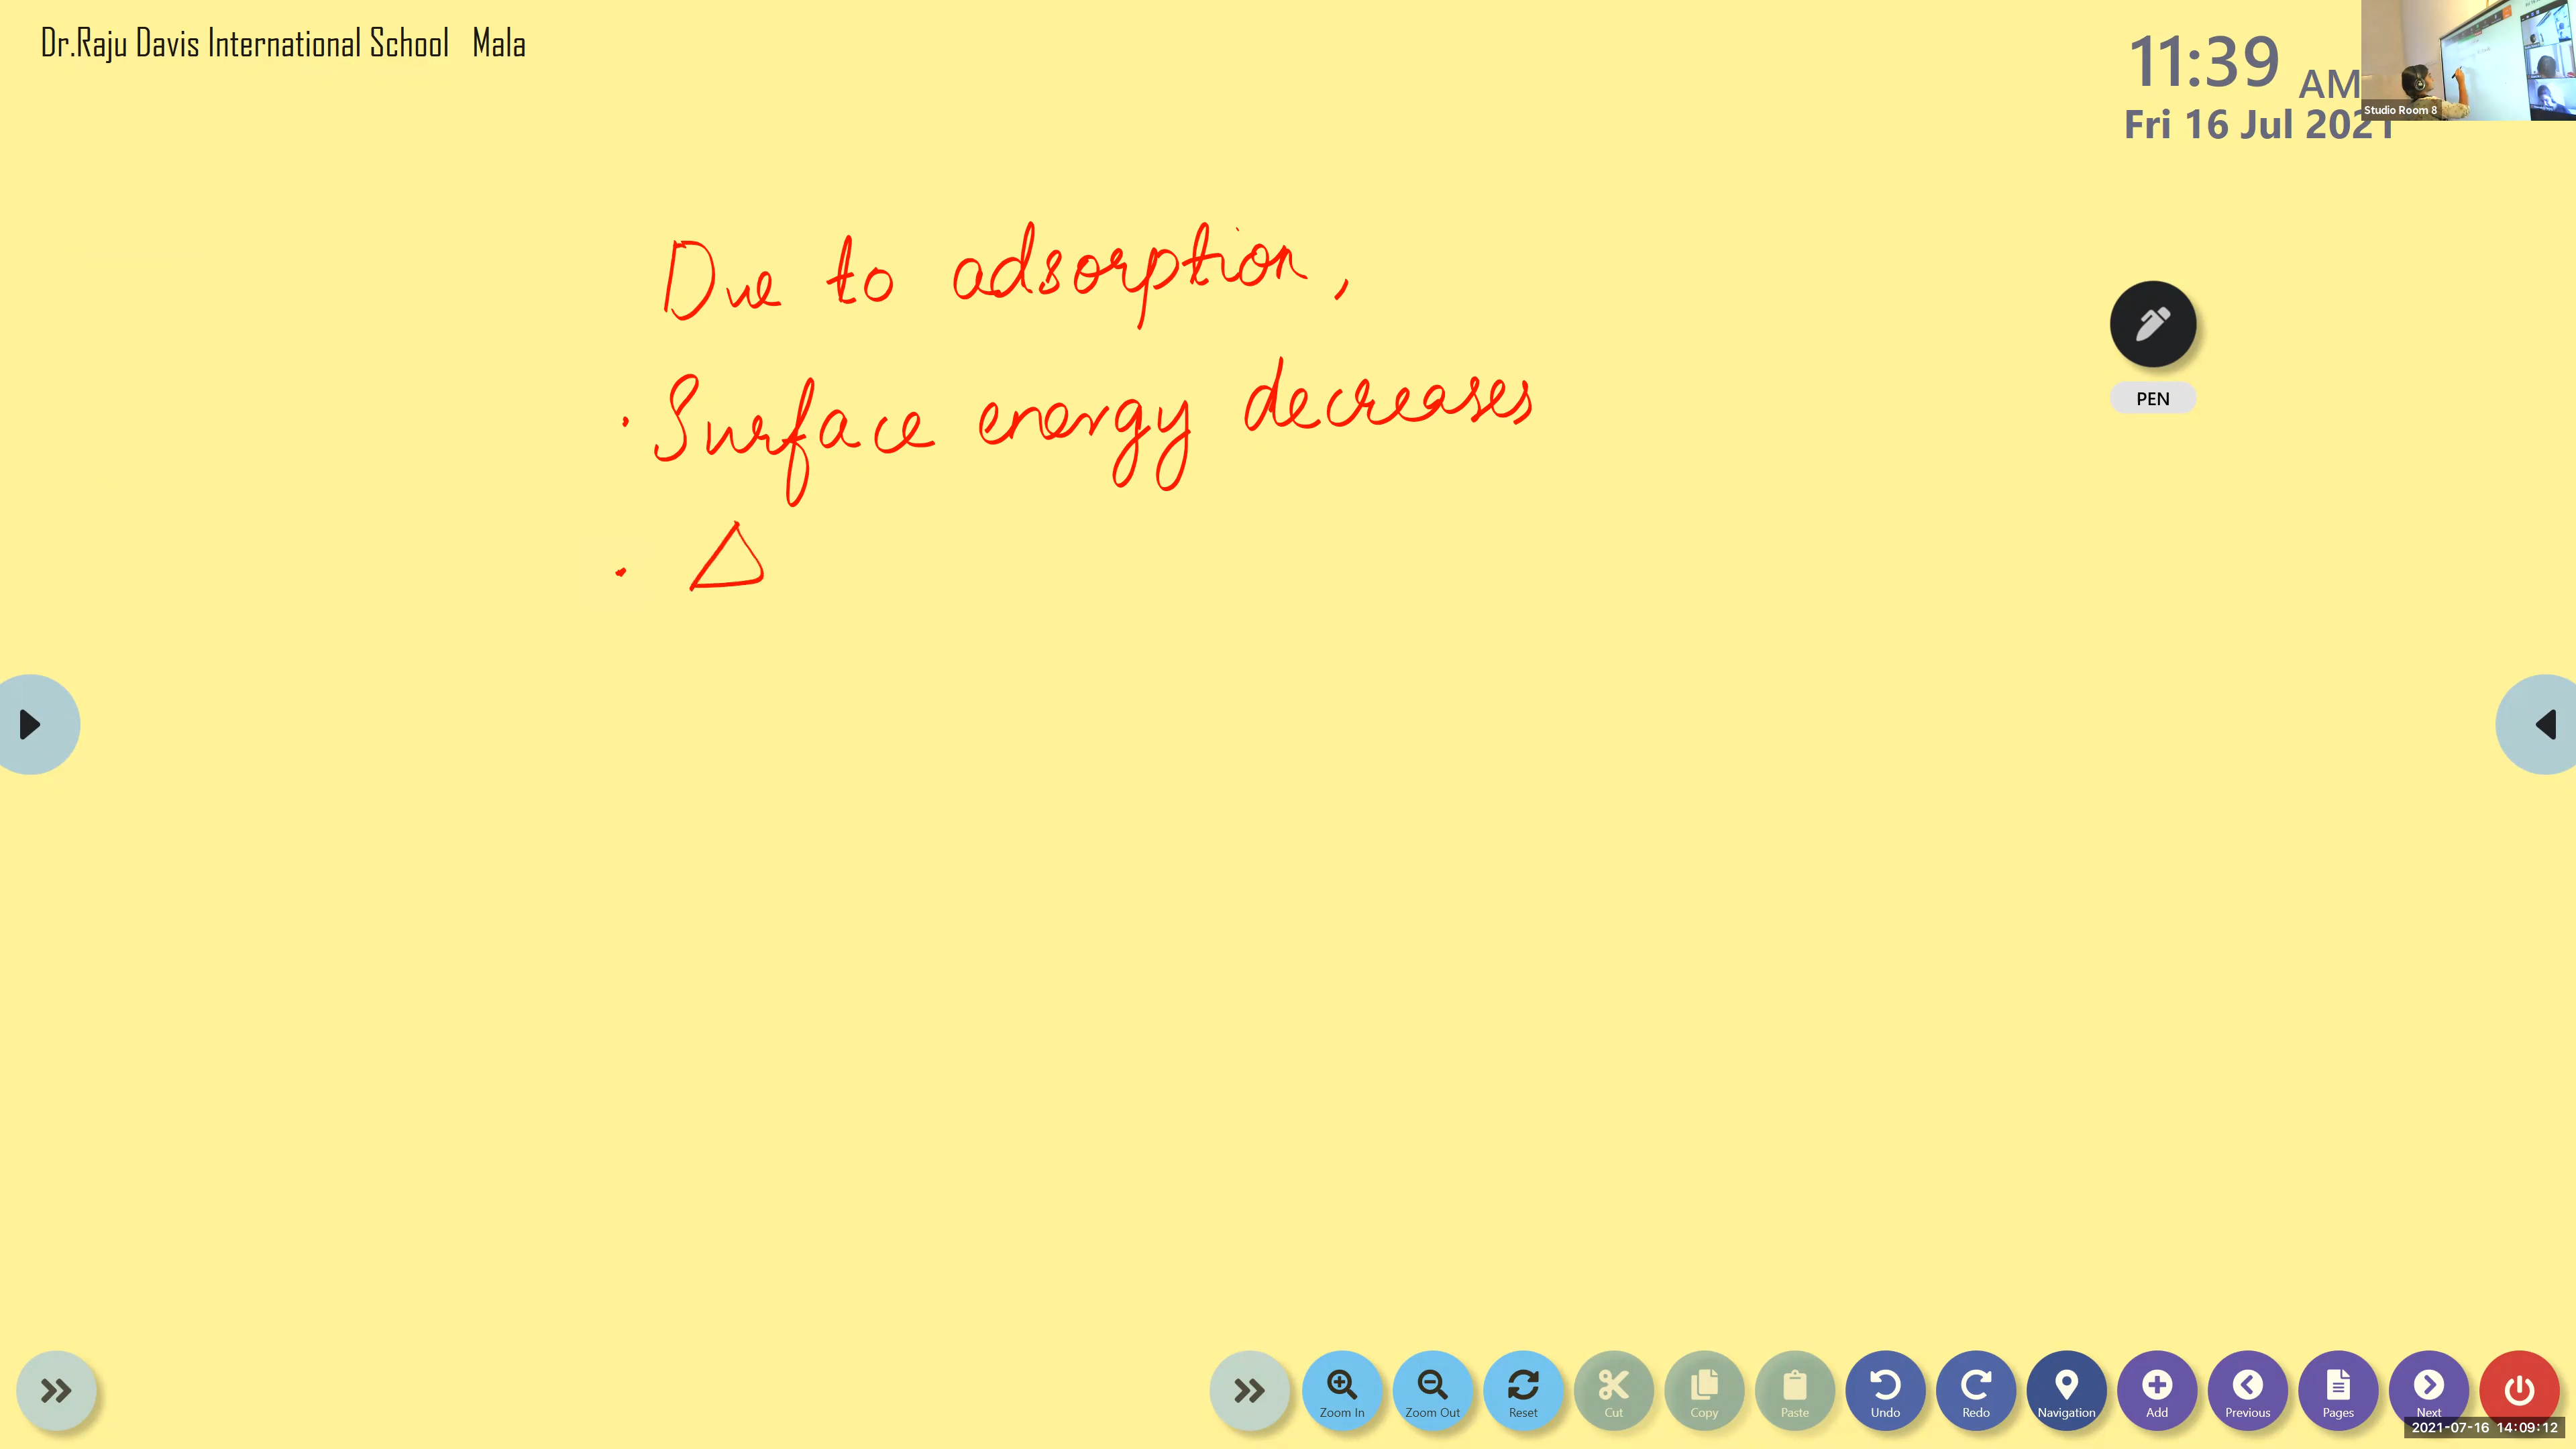 Dr.Raju Davis International School Mala
11:39 AM
Fri 16 Jul 2021
Studio Room 8
Due to adsorption,
· Surface energy decreases
· Δ
PEN
Zoom In Zoom Out Reset Cut Copy Paste Undo Redo Navigation Add Previous Pages Next
2021-07-16 14:09:12